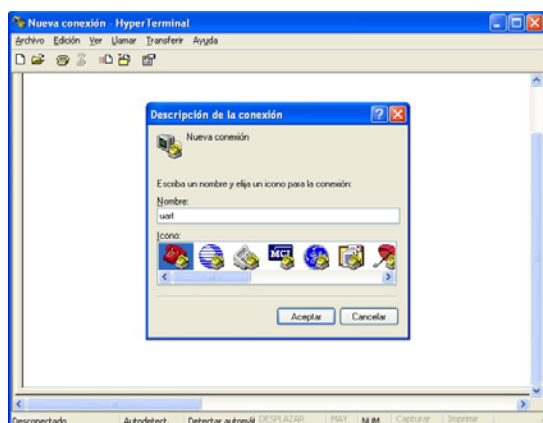 Nueva conexión - HyperTerminal
Archivo Edición Ver Llamar Transferir Ayuda
Descripción de la conexión
Nueva conexión
Escriba un nombre y elija un icono para la conexión:
Nombre:
uart
Icono:
MCI
Aceptar Cancelar
Desconectado Autodetect. Detectar automát DESPLAZAR MAY NUM Capturar Imprimir